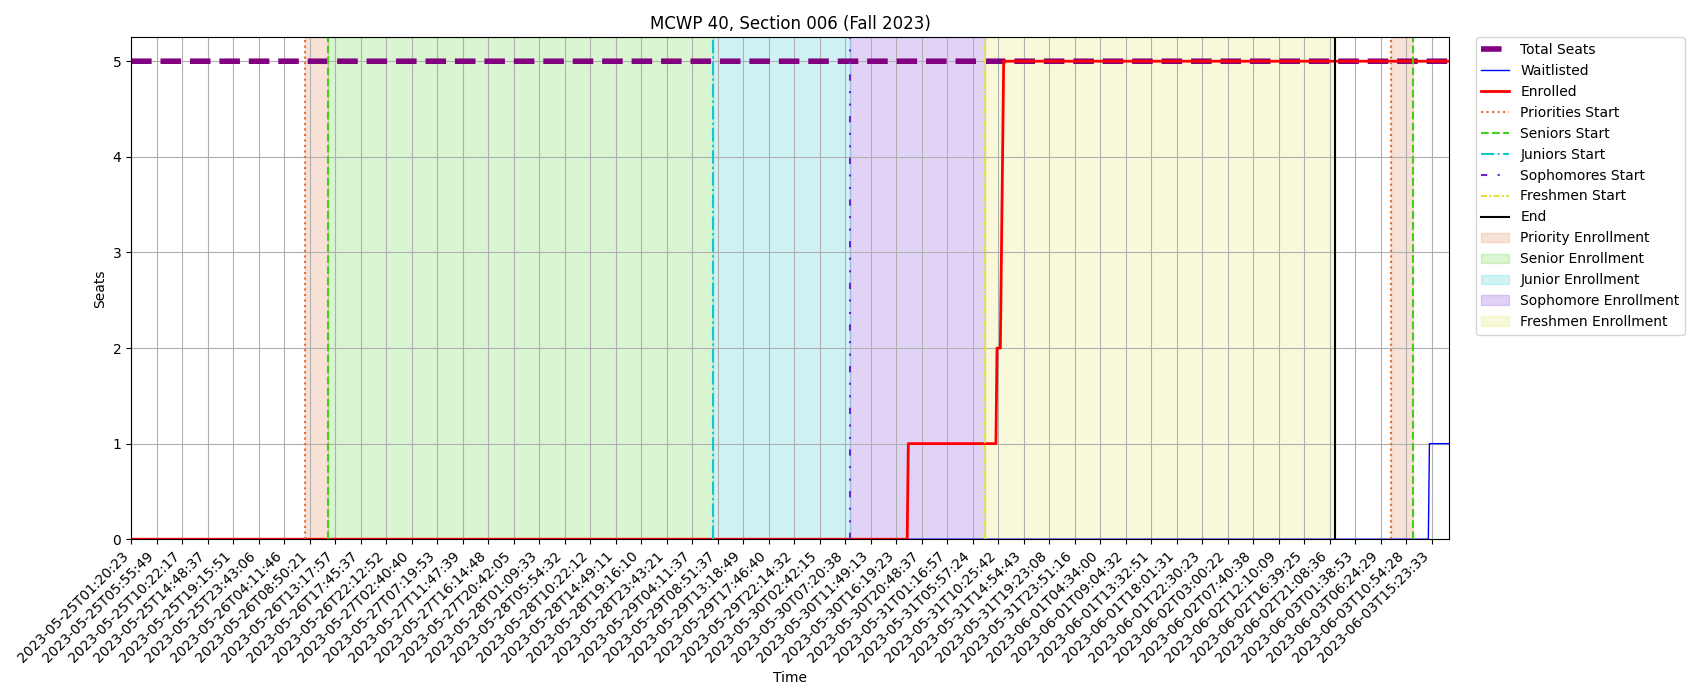 MCWP 40, Section 006 (Fall 2023)
Seats
5
4
3
2
1
0
2023-05-25T01:20:23
2023-05-25T05:55:49
2023-05-25T10:22:17
2023-05-25T14:48:37
2023-05-25T19:15:51
2023-05-25T23:43:06
2023-05-26T04:11:46
2023-05-26T08:50:21
2023-05-26T13:17:57
2023-05-26T17:45:37
2023-05-26T22:12:52
2023-05-27T02:40:40
2023-05-27T07:19:53
2023-05-27T11:47:39
2023-05-27T16:14:48
2023-05-27T20:42:05
2023-05-28T01:09:33
2023-05-28T05:54:32
2023-05-28T10:22:12
2023-05-28T14:49:11
2023-05-28T19:16:10
2023-05-28T23:43:21
2023-05-29T04:11:37
2023-05-29T08:51:37
2023-05-29T13:18:49
2023-05-29T17:46:40
2023-05-29T22:14:32
2023-05-30T02:42:15
2023-05-30T07:20:38
2023-05-30T11:49:13
2023-05-30T16:19:23
2023-05-30T20:48:37
2023-05-31T01:16:57
2023-05-31T05:57:24
2023-05-31T10:25:42
2023-05-31T14:54:43
2023-05-31T19:23:08
2023-05-31T23:51:16
2023-06-01T04:34:00
2023-06-01T09:04:32
2023-06-01T13:32:51
2023-06-01T18:01:31
2023-06-01T22:30:23
2023-06-02T03:00:22
2023-06-02T07:40:38
2023-06-02T12:10:09
2023-06-02T16:39:25
2023-06-02T21:08:36
2023-06-03T01:38:53
2023-06-03T06:24:29
2023-06-03T10:54:28
2023-06-03T15:23:33
Time
Total Seats
Waitlisted
Enrolled
Priorities Start
Seniors Start
Juniors Start
Sophomores Start
Freshmen Start
End
Priority Enrollment
Senior Enrollment
Junior Enrollment
Sophomore Enrollment
Freshmen Enrollment